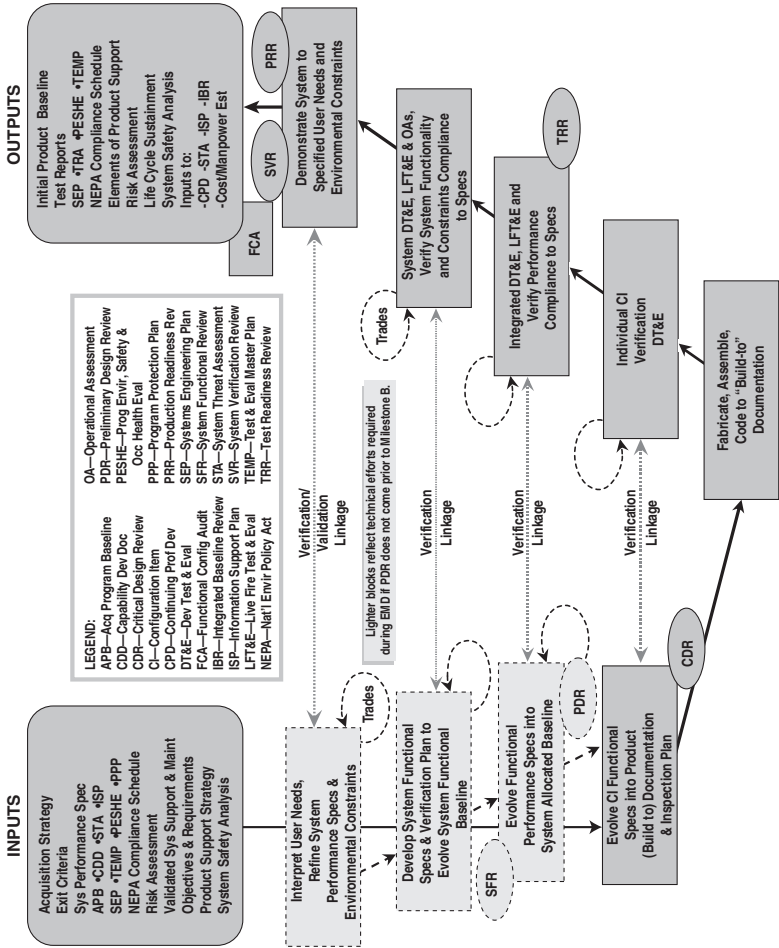 INPUTS
Acquisition Strategy
Exit Criteria
Sys Performance Spec
APB •CDD •STA •ISP
SEP •TEMP •PESHE •PPP
NEPA Compliance Schedule
Risk Assessment
Validated Sys Support & Maint
Objectives & Requirements
Product Support Strategy
System Safety Analysis
LEGEND:
APB—Acq Program Baseline
CDD—Capability Dev Doc
CDR—Critical Design Review
CI—Configuration Item
CPD—Continuing Prof Dev
DT&E—Dev Test & Eval
FCA—Functional Config Audit
IBR—Integrated Baseline Review
ISP—Information Support Plan
LFT&E—Live Fire Test & Eval
NEPA—Nat'l Envir Policy Act
OA—Operational Assessment
PDR—Preliminary Design Review
PESHE—Prog Envir, Safety &
Occ Health Eval
PPP—Program Protection Plan
PRR—Production Readiness Rev
SEP—Systems Engineering Plan
SFR—System Functional Review
STA—System Threat Assessment
SVR—System Verification Review
TEMP—Test & Eval Master Plan
TRR—Test Readiness Review
OUTPUTS
Initial Product Baseline
Test Reports
SEP •TRA •PESHE •TEMP
NEPA Compliance Schedule
Elements of Product Support
Risk Assessment
Life Cycle Sustainment
System Safety Analysis
Inputs to:
-CPD -STA -ISP -IBR
-Cost/Manpower Est
FCA
SVR
PRR
Interpret User Needs,
Refine System
Performance Specs &
Environmental Constraints
Trades
Verification/
Validation
Linkage
Demonstrate System to
Specified User Needs and
Environmental Constraints
Lighter blocks reflect technical efforts required
during EMD if PDR does not come prior to Milestone B.
Develop System Functional
Specs & Verification Plan to
Evolve System Functional
Baseline
Verification
Linkage
Trades
System DT&E, LFT&E & OAs,
Verify System Functionality
and Constraints Compliance
to Specs
SFR
Evolve Functional
Performance Specs into
System Allocated Baseline
PDR
Verification
Linkage
Integrated DT&E, LFT&E and
Verify Performance
Compliance to Specs
TRR
Evolve CI Functional
Specs into Product
(Build to) Documentation
& Inspection Plan
CDR
Verification
Linkage
Individual CI
Verification
DT&E
Fabricate, Assemble,
Code to "Build-to"
Documentation